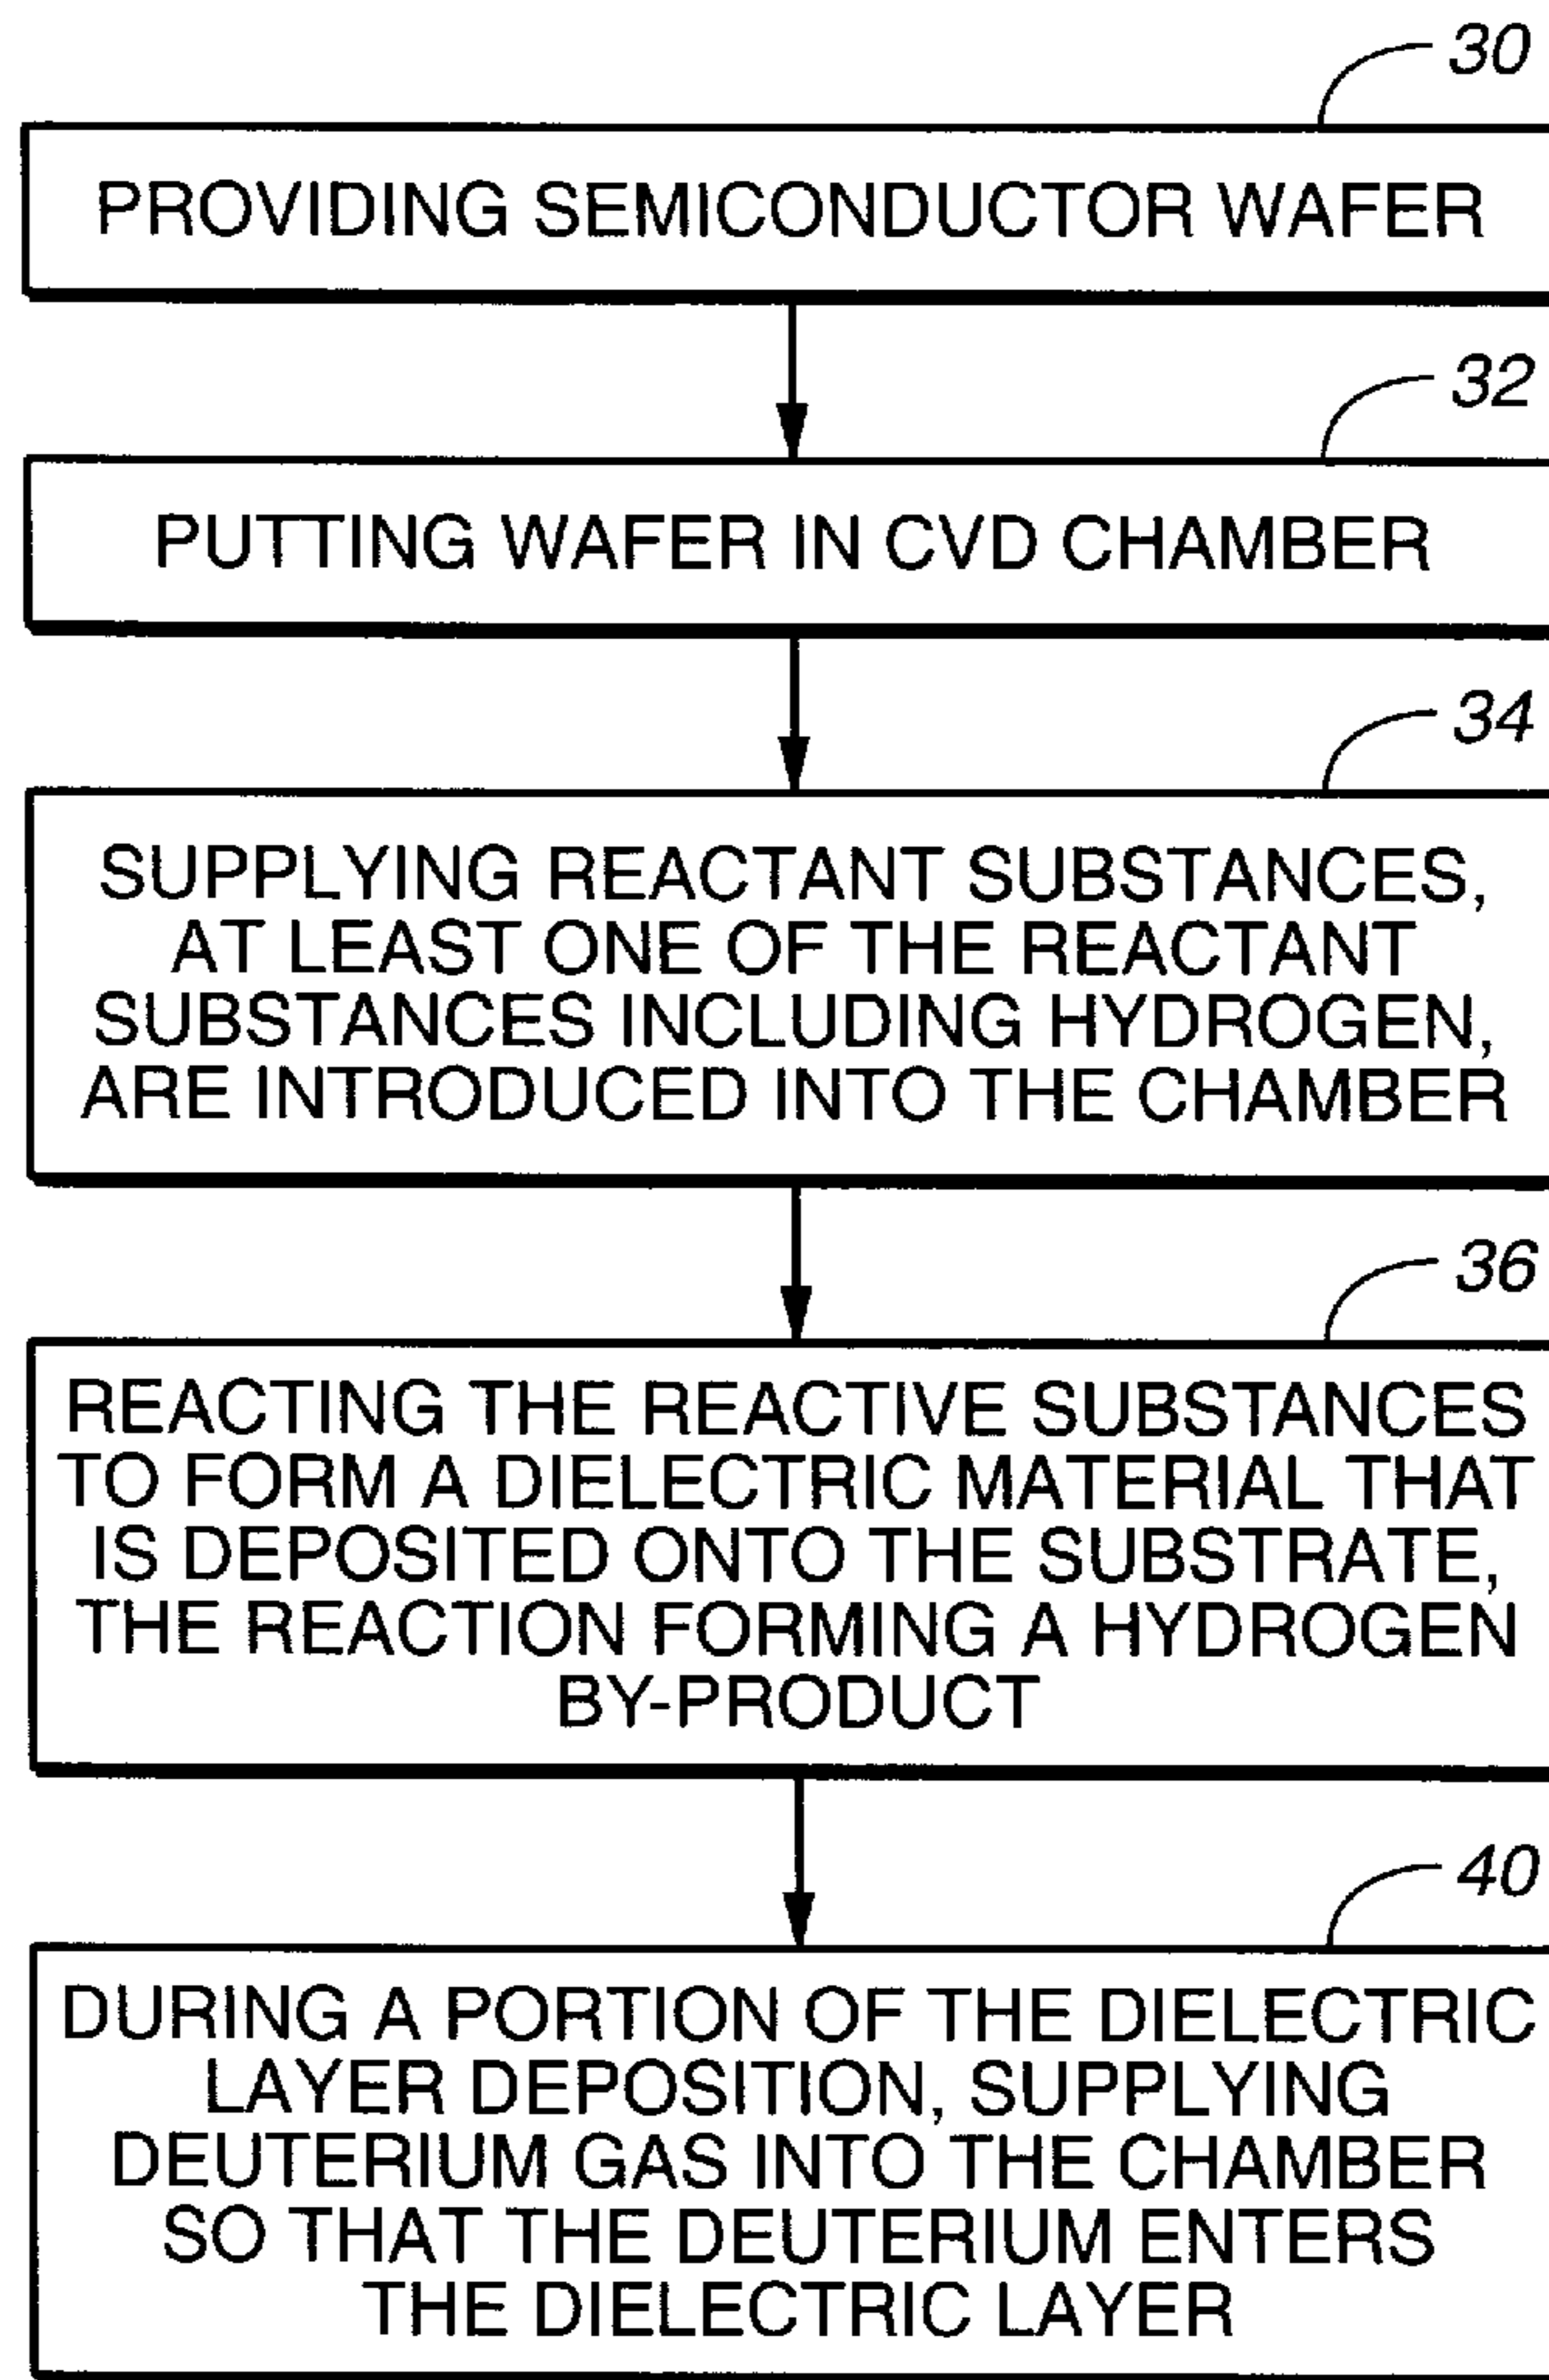 30
PROVIDING SEMICONDUCTOR WAFER
32
PUTTING WAFER IN CVD CHAMBER
34
SUPPLYING REACTANT SUBSTANCES,
AT LEAST ONE OF THE REACTANT
SUBSTANCES INCLUDING HYDROGEN,
ARE INTRODUCED INTO THE CHAMBER
36
REACTING THE REACTIVE SUBSTANCES
TO FORM A DIELECTRIC MATERIAL THAT
IS DEPOSITED ONTO THE SUBSTRATE,
THE REACTION FORMING A HYDROGEN
BY-PRODUCT
40
DURING A PORTION OF THE DIELECTRIC
LAYER DEPOSITION, SUPPLYING
DEUTERIUM GAS INTO THE CHAMBER
SO THAT THE DEUTERIUM ENTERS
THE DIELECTRIC LAYER